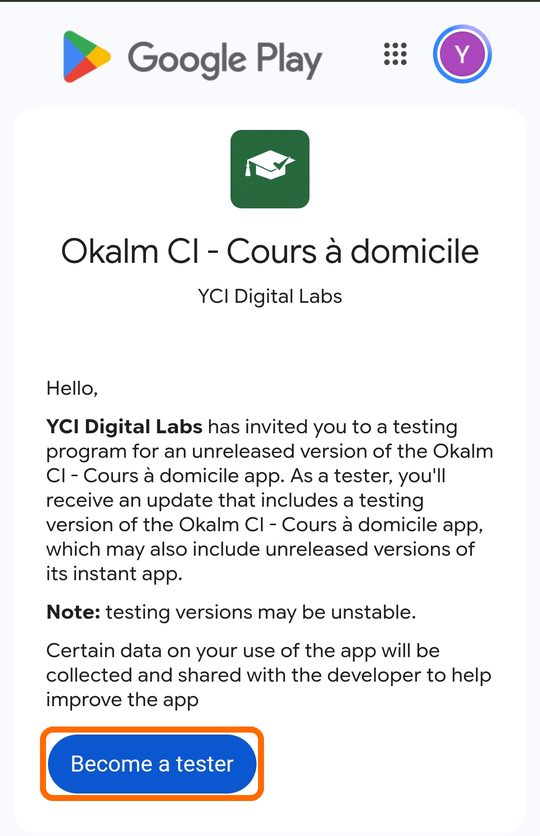 Google Play
Y
Okalm CI - Cours à domicile
YCI Digital Labs
Hello,
YCI Digital Labs has invited you to a testing
program for an unreleased version of the Okalm
CI - Cours à domicile app. As a tester, you'll
receive an update that includes a testing
version of the Okalm CI - Cours à domicile app,
which may also include unreleased versions of
its instant app.
Note: testing versions may be unstable.
Certain data on your use of the app will be
collected and shared with the developer to help
improve the app
Become a tester